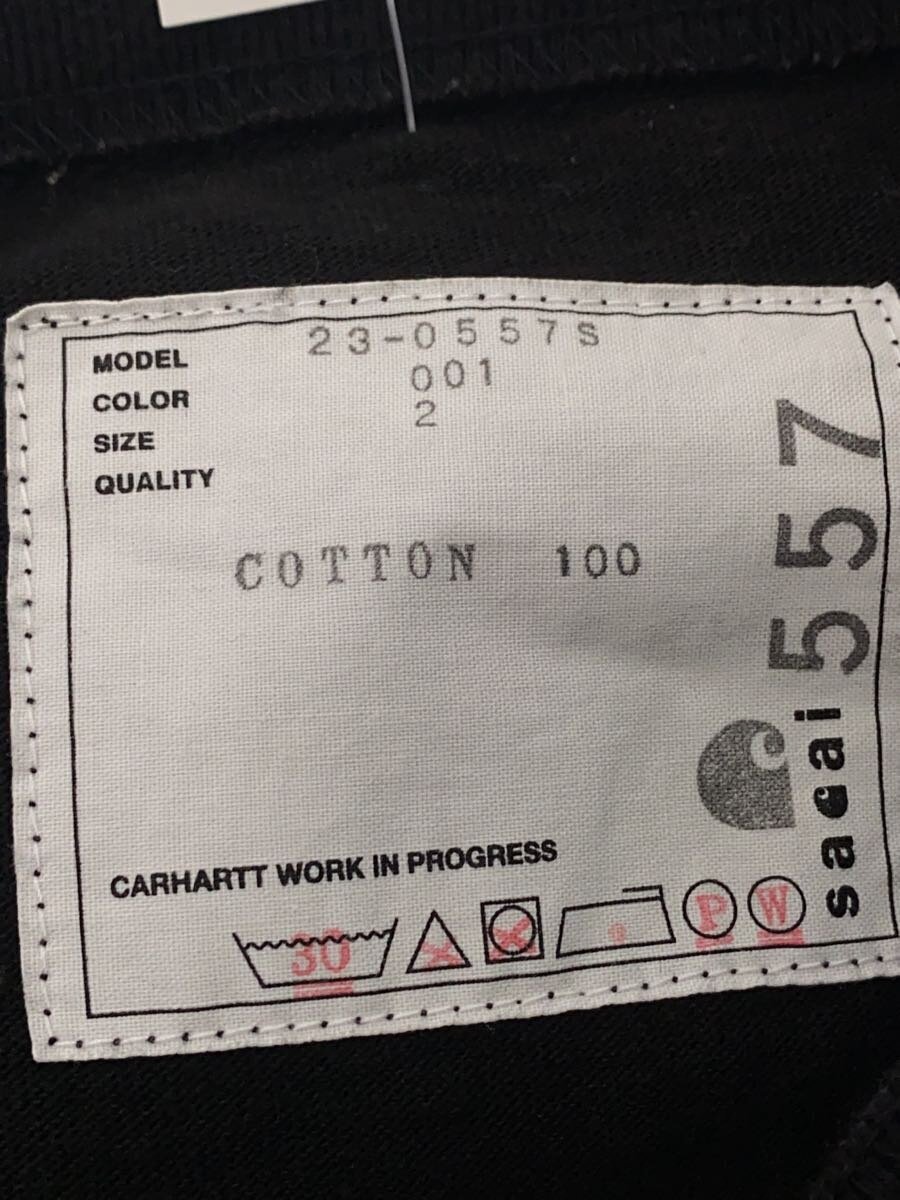 MODEL 23-0557S
COLOR 001
SIZE 2
QUALITY
COTTON 100
CARHARTT WORK IN PROGRESS
30 P W
sacai 557